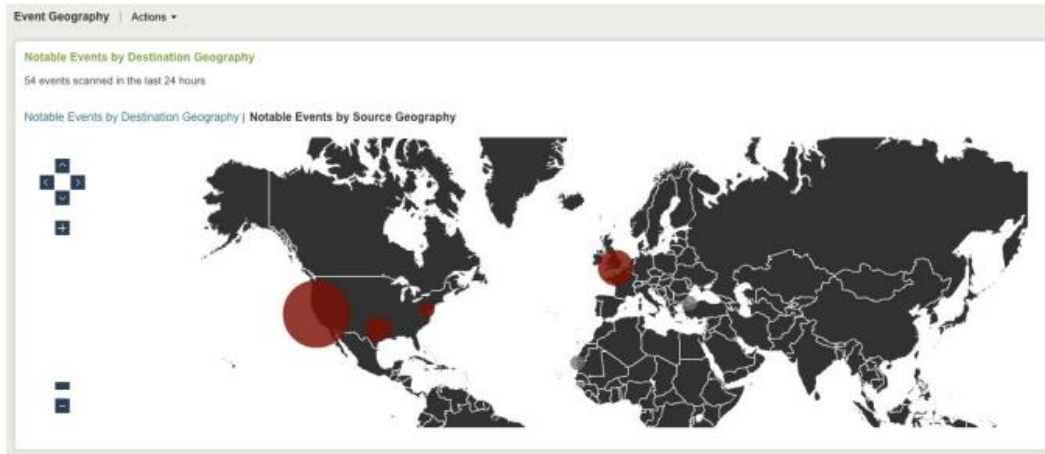 Event Geography | Actions
Notable Events by Destination Geography
54 events scanned in the last 24 hours
Notable Events by Destination Geography | Notable Events by Source Geography